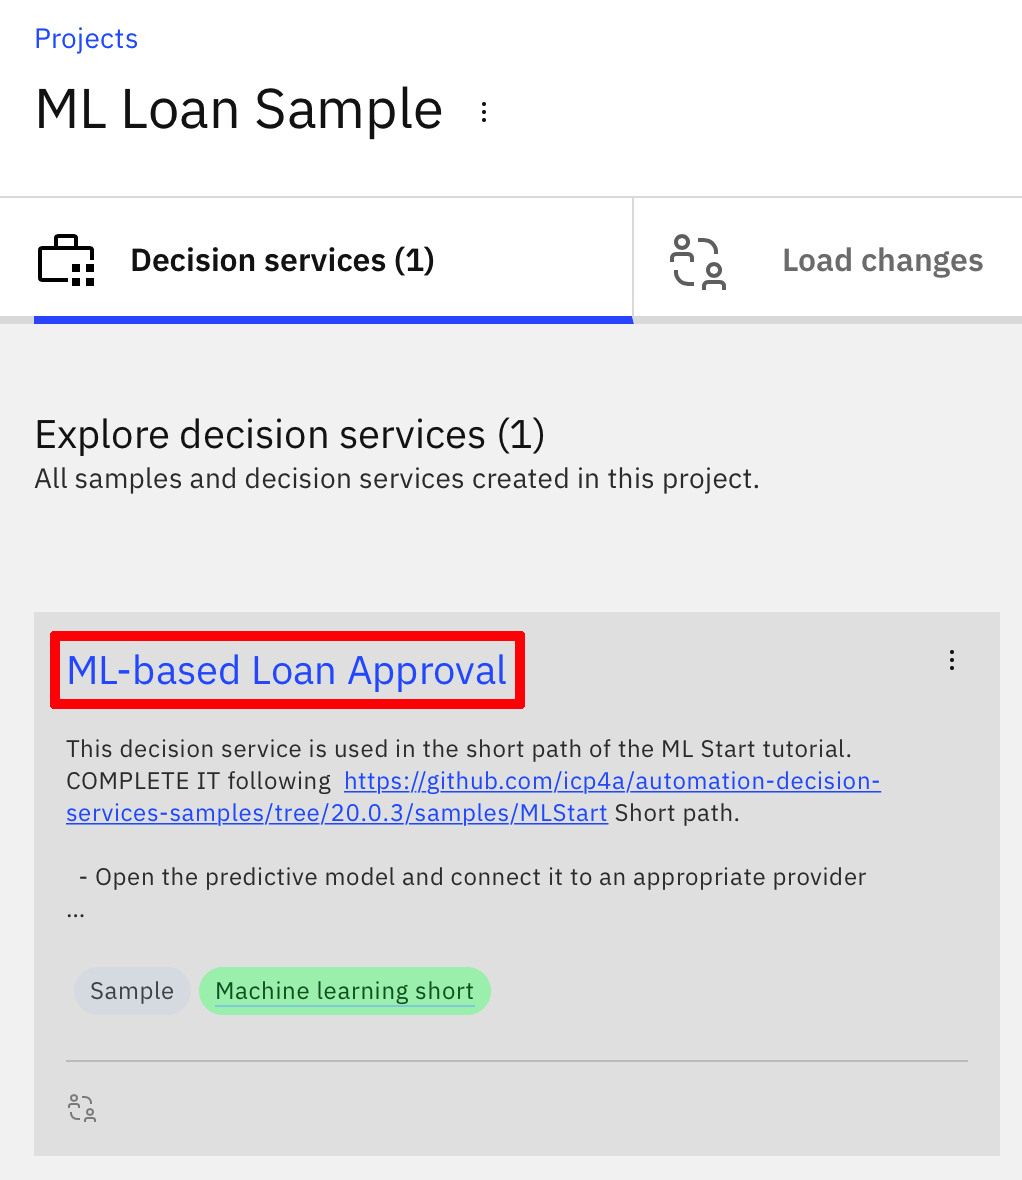 Projects
ML Loan Sample
Decision services (1)
Load changes
Explore decision services (1)
All samples and decision services created in this project.
ML-based Loan Approval
This decision service is used in the short path of the ML Start tutorial.
COMPLETE IT following https://github.com/icp4a/automation-decision-
services-samples/tree/20.0.3/samples/MLStart Short path.
- Open the predictive model and connect it to an appropriate provider
...
Sample
Machine learning short